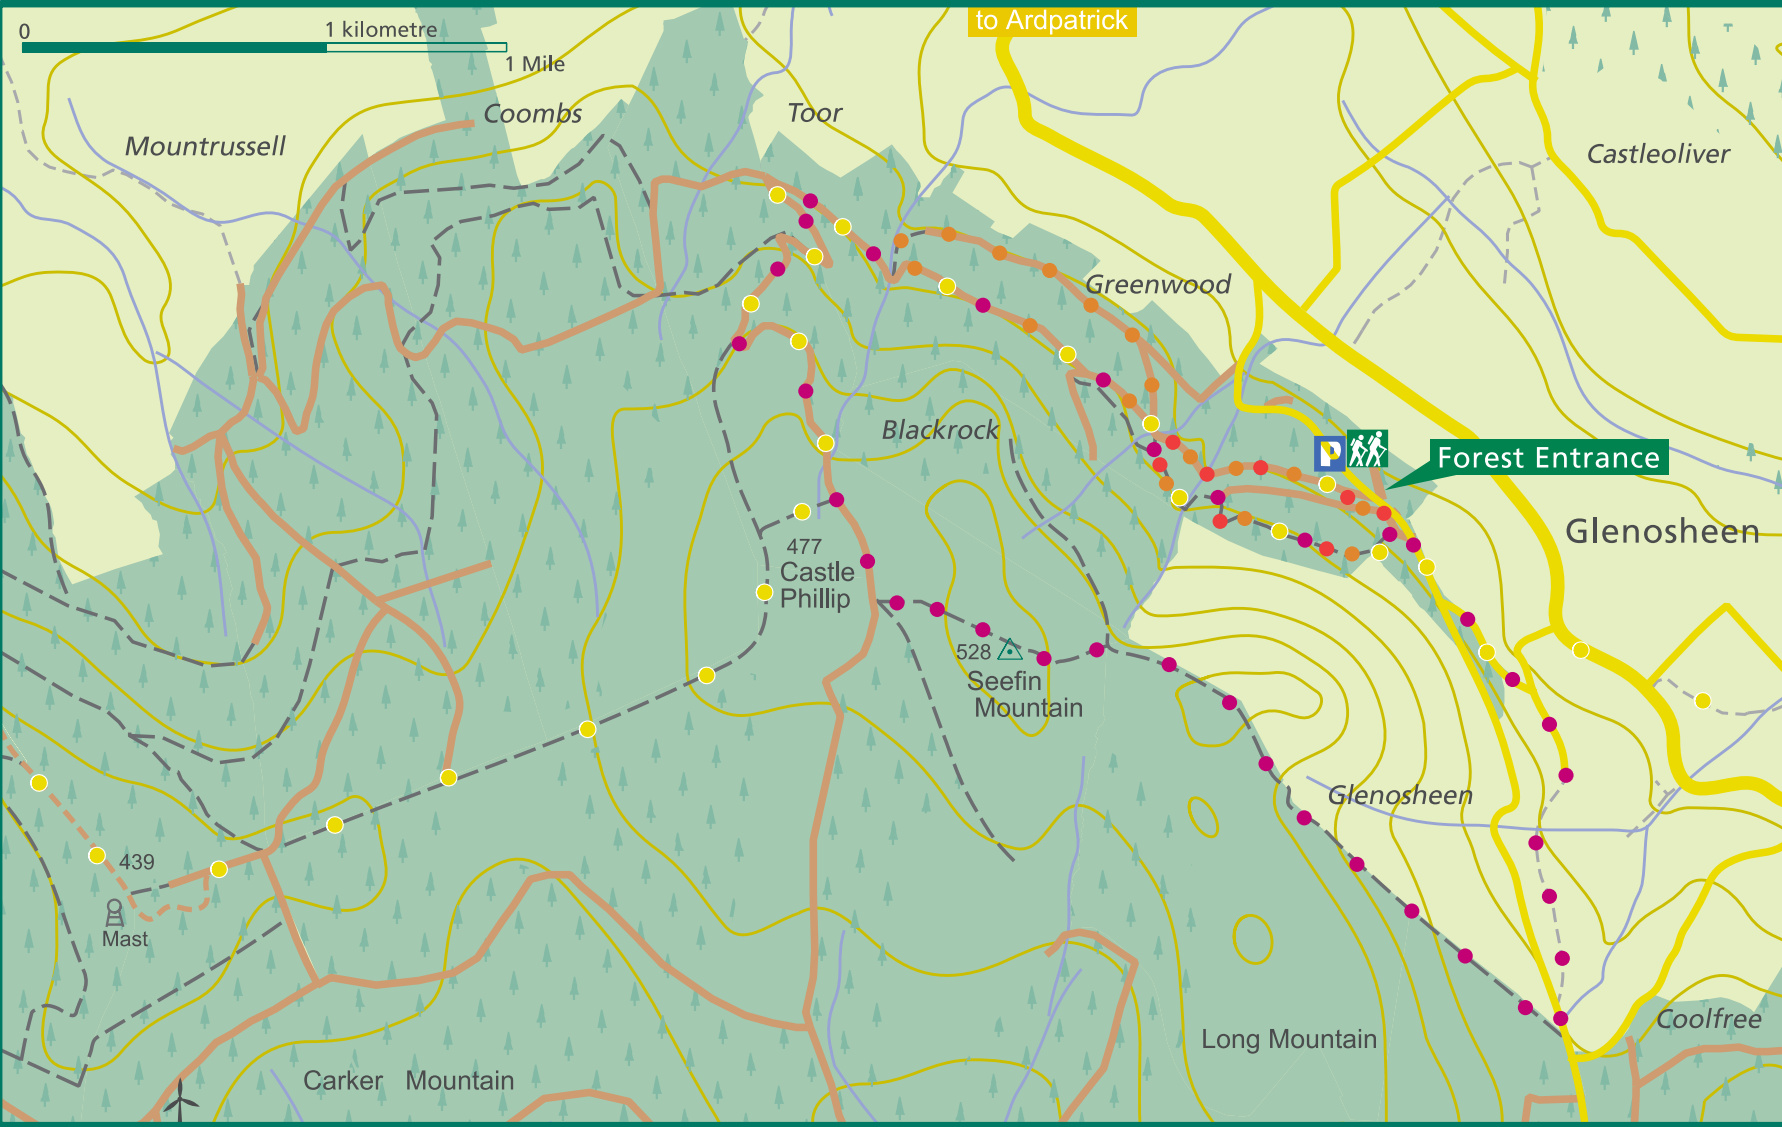 to Ardpatrick
0
1 kilometre
1 Mile
Coombs
Toor
Mountrussell
Castleoliver
Greenwood
Blackrock
P
Forest Entrance
Glenosheen
477
Castle
Phillip
528
Seefin
Mountain
Glenosheen
439
Mast
Coolfree
Long Mountain
Carker Mountain